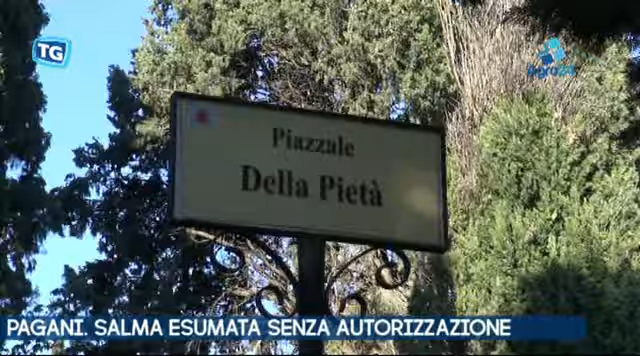 TG
Agro24
Piazzale
Della Pietà
PAGANI. SALMA ESUMATA SENZA AUTORIZZAZIONE